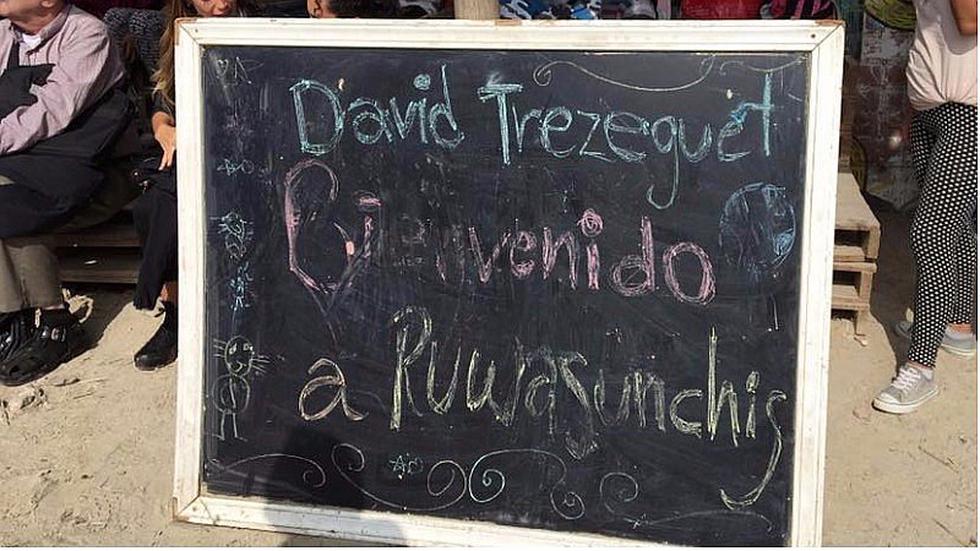 David Trezeguet
Bienvenido
a Ruwasunchis